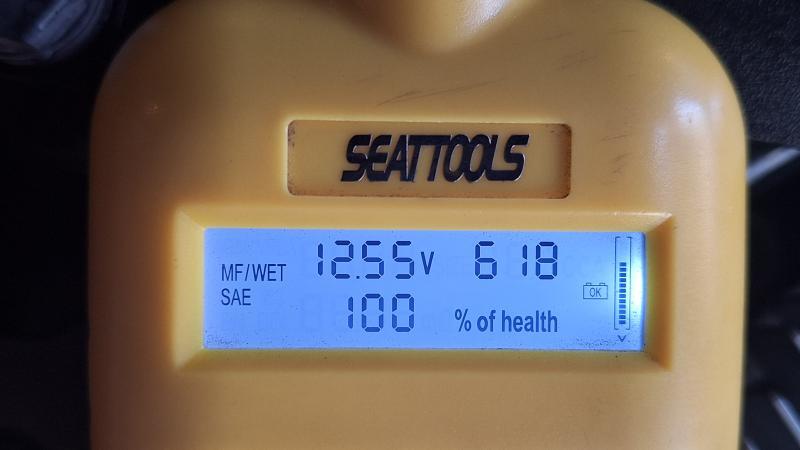 SEATTOOLS
MF/WET 12.55V 618
SAE
OK
100 % of health